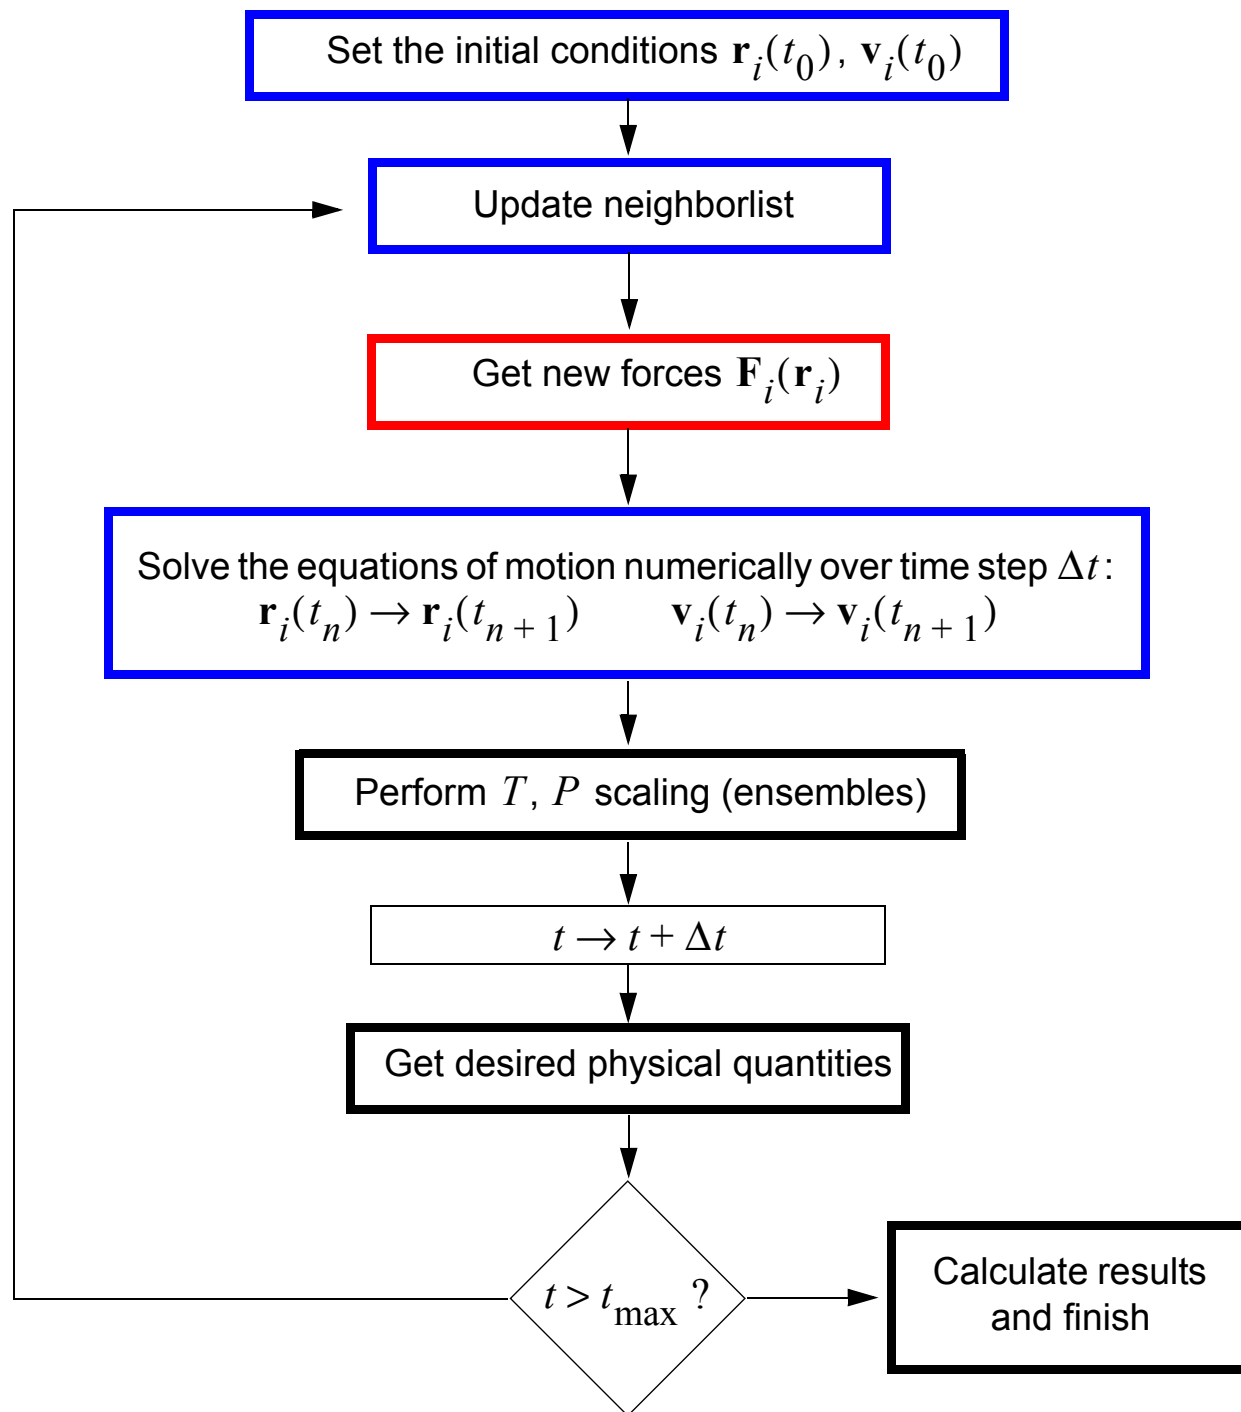 Set the initial conditions r_i(t_0), v_i(t_0)
Update neighborlist
Get new forces F_i(r_i)
Solve the equations of motion numerically over time step Δt:
r_i(t_n) → r_i(t_{n + 1}) v_i(t_n) → v_i(t_{n + 1})
Perform T, P scaling (ensembles)
t → t + Δt
Get desired physical quantities
t > t_max ?
Calculate results
and finish